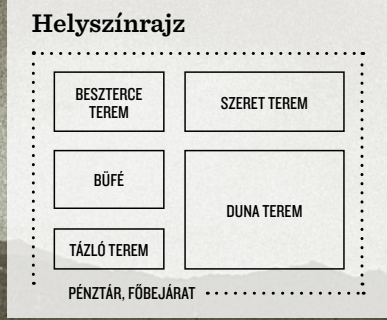 Helyszínrajz
BESZTERCE
TEREM
SZERET TEREM
BÜFÉ
DUNA TEREM
TÁZLÓ TEREM
PÉNZTÁR, FŐBEJÁRAT